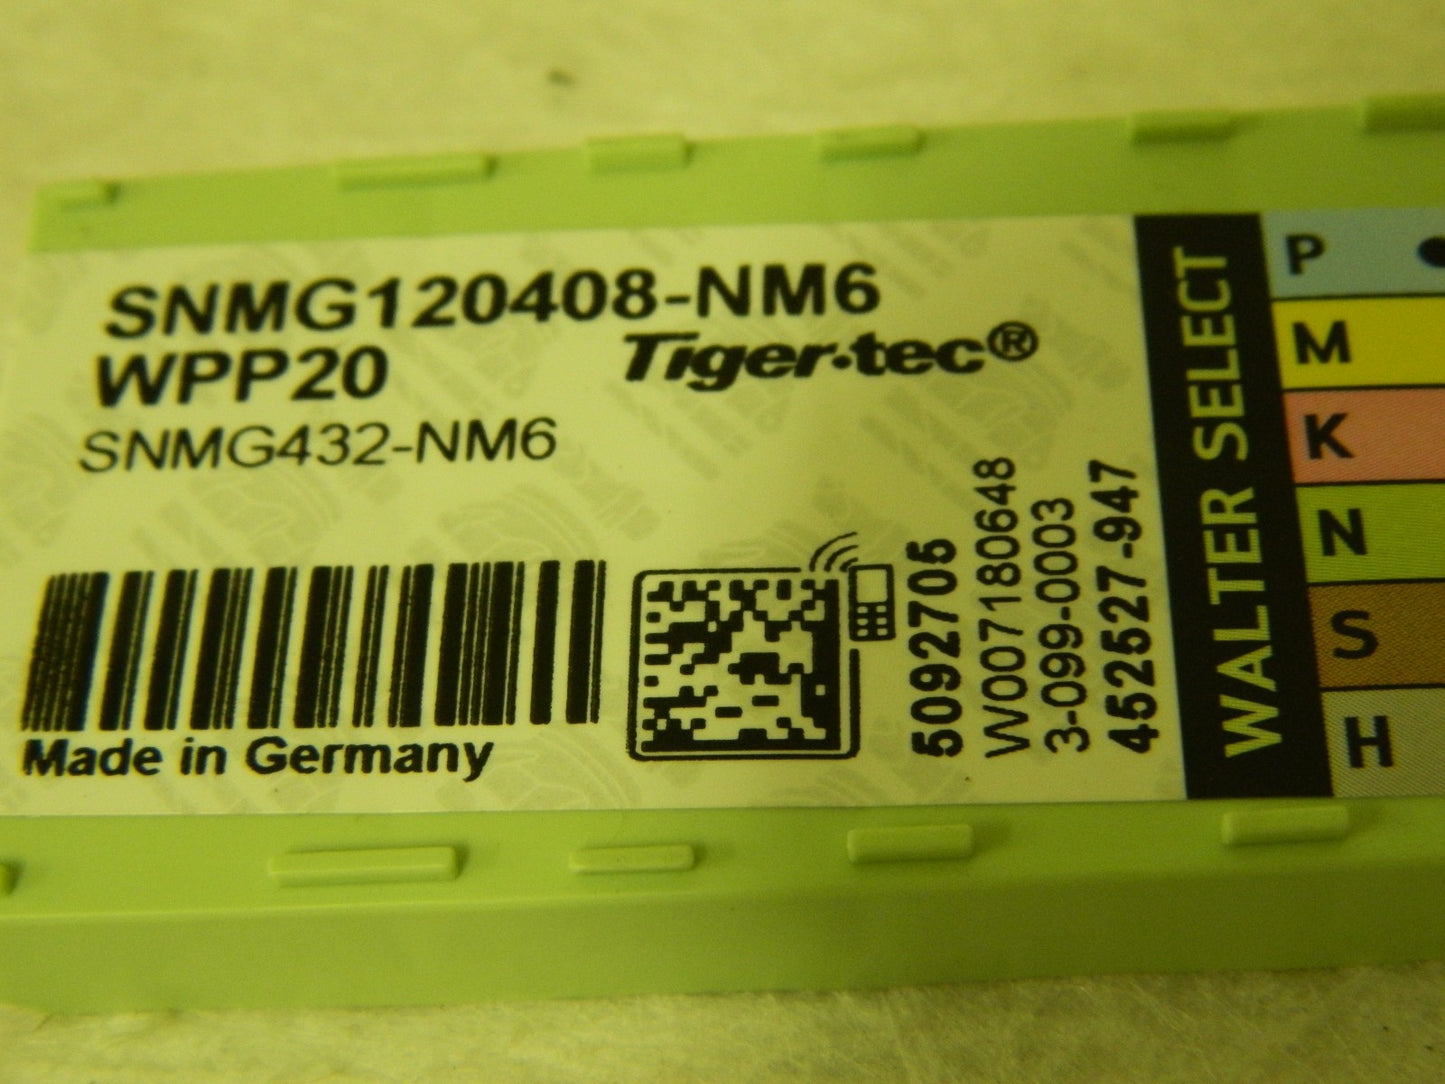 SNMG120408-NM6
WPP20
Tiger·tec®
SNMG432-NM6
Made in Germany
5092705
W007180648
3-099-0003
452527-947
WALTER SELECT
P
M
K
N
S
H